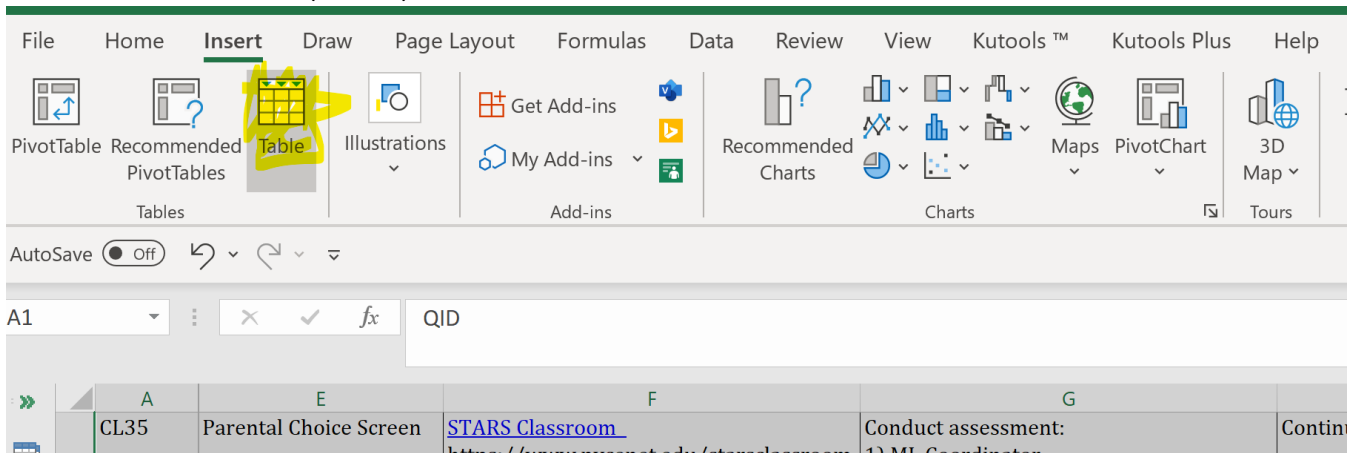 File Home Insert Draw Page Layout Formulas Data Review View Kutools ™ Kutools Plus Help
PivotTable Recommended PivotTables Table Illustrations
Get Add-ins
My Add-ins
Recommended Charts
Maps PivotChart
3D Map
Tables Add-ins Charts Tours
AutoSave Off
A1 fx QID
A E F G
CL35 Parental Choice Screen STARS Classroom Conduct assessment: